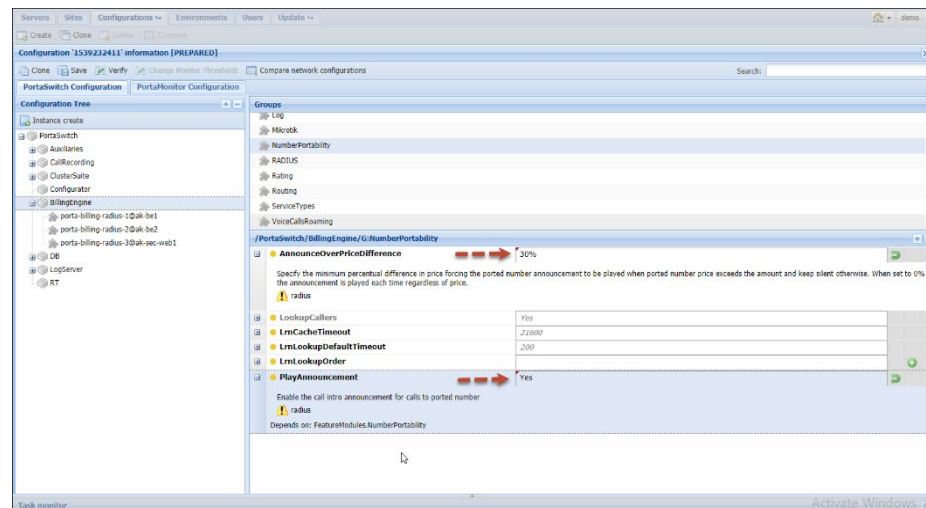 Servers Sites Configurations Environments Users Update demo
Create Clone Delete Compare
Configuration '1539232411' information [PREPARED]
Clone Save Verify Change Monitor Thresholds Compare network configurations Search:
PortaSwitch Configuration PortaMonitor Configuration
Configuration Tree
Instance create
PortaSwitch
Auxiliaries
CallRecording
ClusterSuite
Configurator
BillingEngine
porta-billing-radius-1@ak-be1
porta-billing-radius-2@ak-be2
porta-billing-radius-3@ak-sec-web1
DB
LogServer
RT
Groups
Log
Mikrotik
NumberPortability
RADIUS
Rating
Routing
ServiceTypes
VoiceCallsRoaming
/PortaSwitch/BillingEngine/G:NumberPortability
AnnounceOverPriceDifference 30%
Specify the minimum percentual difference in price forcing the ported number announcement to be played when ported number price exceeds the amount and keep silent otherwise. When set to 0%
the announcement is played each time regardless of price.
radius
LookupCallers Yes
LrnCacheTimeout 21600
LrnLookupDefaultTimeout 200
LrnLookupOrder
PlayAnnouncement Yes
Enable the call intro announcement for calls to ported number
radius
Depends on: FeatureModules.NumberPortability
Task monitor
Activate Windows